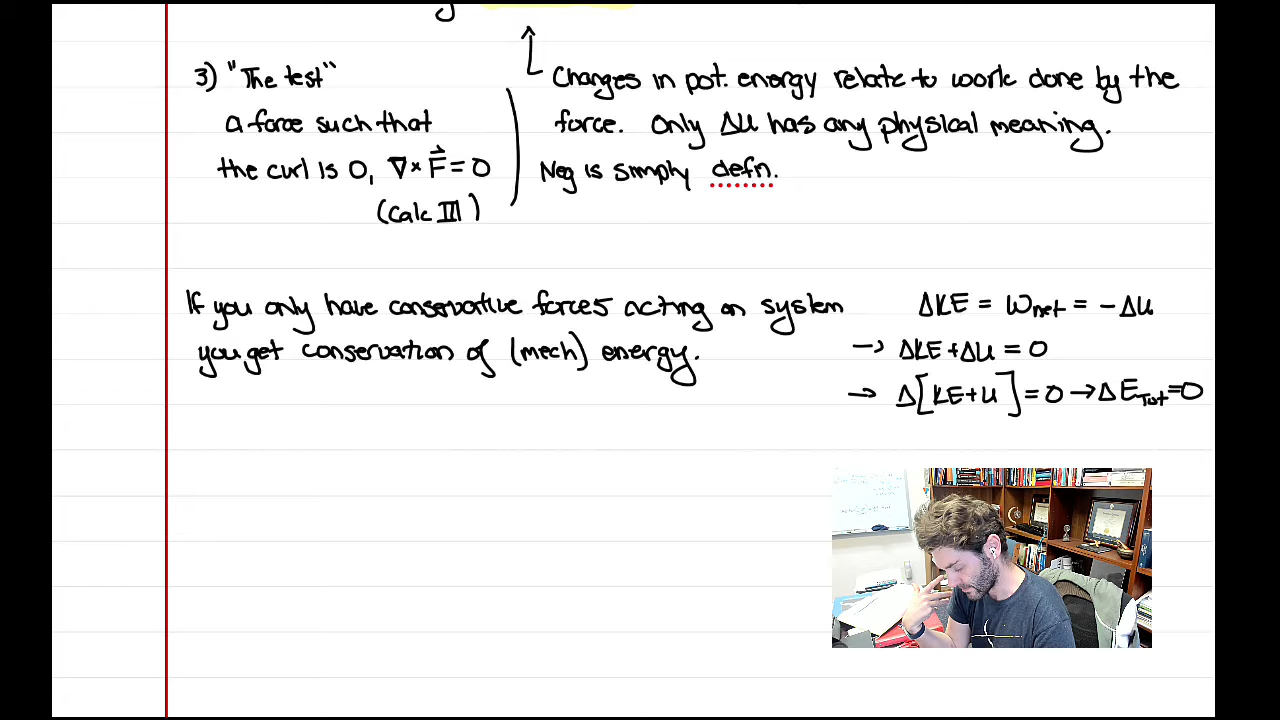 3) "The test"
a force such that
the curl is 0, ∇×F⃗=0
(Calc III)
Changes in pot. energy relate to work done by the
force. Only ΔU has any physical meaning.
Neg is simply defn.
If you only have conservative forces acting on system
you get conservation of (mech) energy.
ΔKE = Wnet = -ΔU
→ ΔKE+ΔU = 0
→ Δ[KE+U] = 0 → ΔETot=0